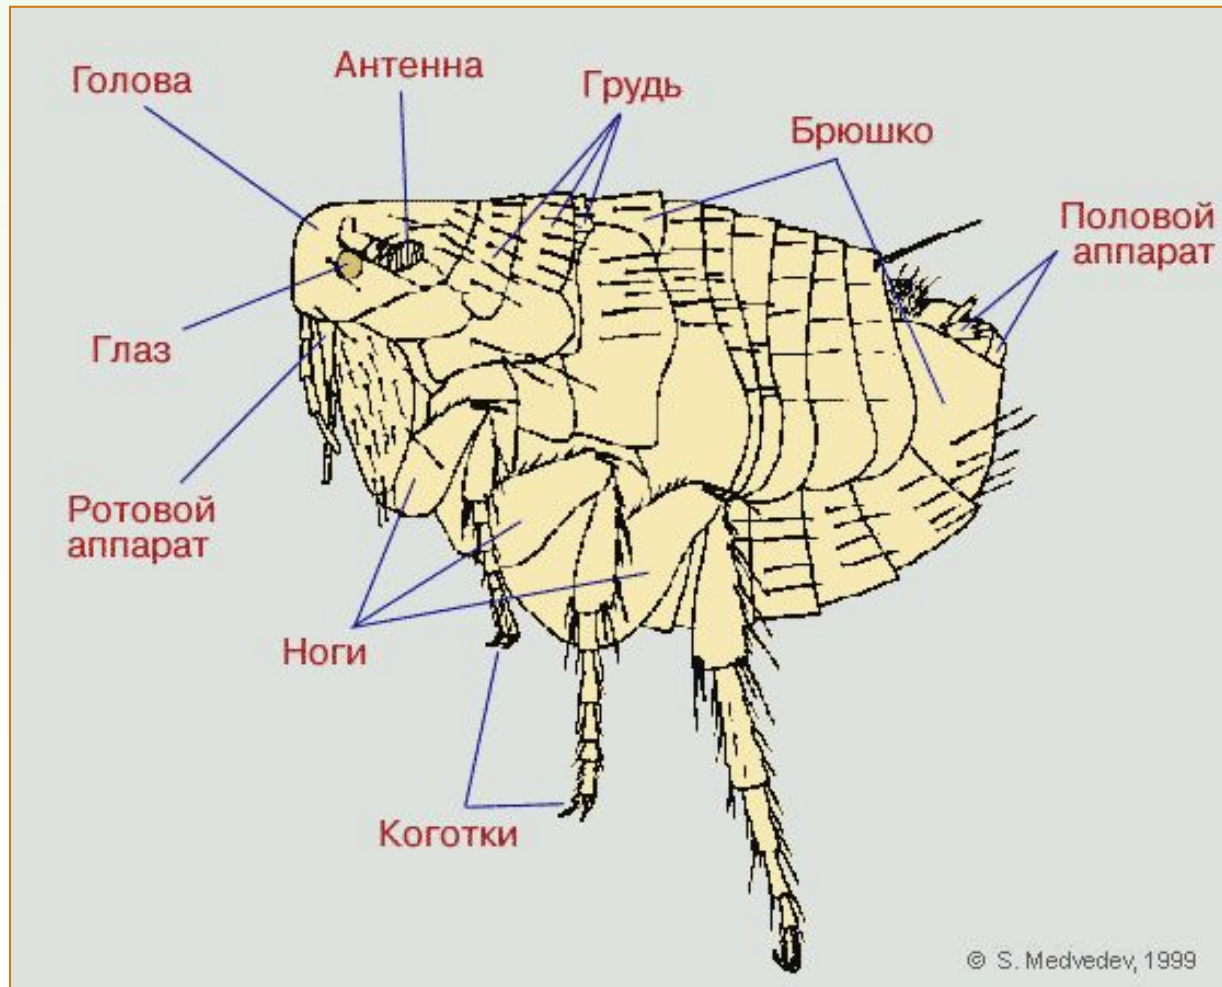 Голова
Антенна
Грудь
Брюшко
Половой
аппарат
Глаз
Ротовой
аппарат
Ноги
Коготки
© S. Medvedev, 1999